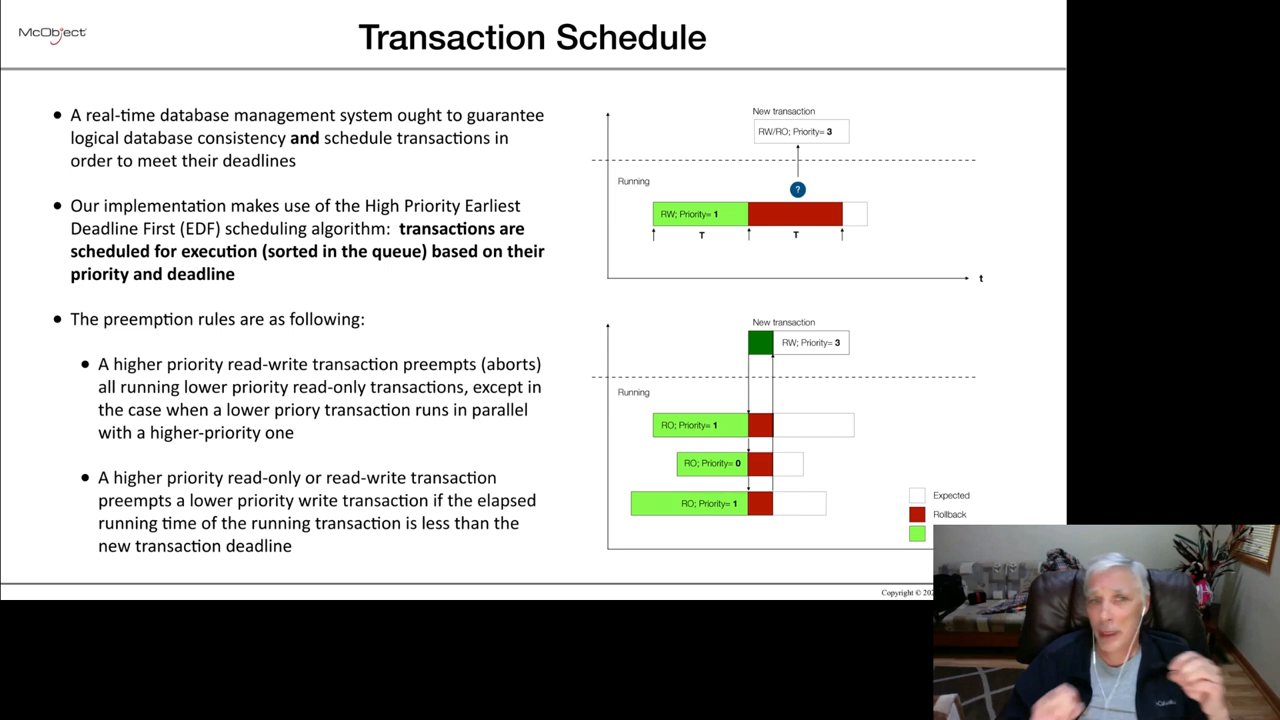 McObject
Transaction Schedule
• A real-time database management system ought to guarantee
logical database consistency and schedule transactions in
order to meet their deadlines
• Our implementation makes use of the High Priority Earliest
Deadline First (EDF) scheduling algorithm: transactions are
scheduled for execution (sorted in the queue) based on their
priority and deadline
• The preemption rules are as following:
• A higher priority read-write transaction preempts (aborts)
all running lower priority read-only transactions, except in
the case when a lower priory transaction runs in parallel
with a higher-priority one
• A higher priority read-only or read-write transaction
preempts a lower priority write transaction if the elapsed
running time of the running transaction is less than the
new transaction deadline
New transaction
RW/RO; Priority= 3
Running
?
RW; Priority= 1
T T
t
New transaction
RW; Priority= 3
Running
RO; Priority= 1
RO; Priority= 0
RO; Priority= 1
Expected
Rollback
Copyright ©
Columbia